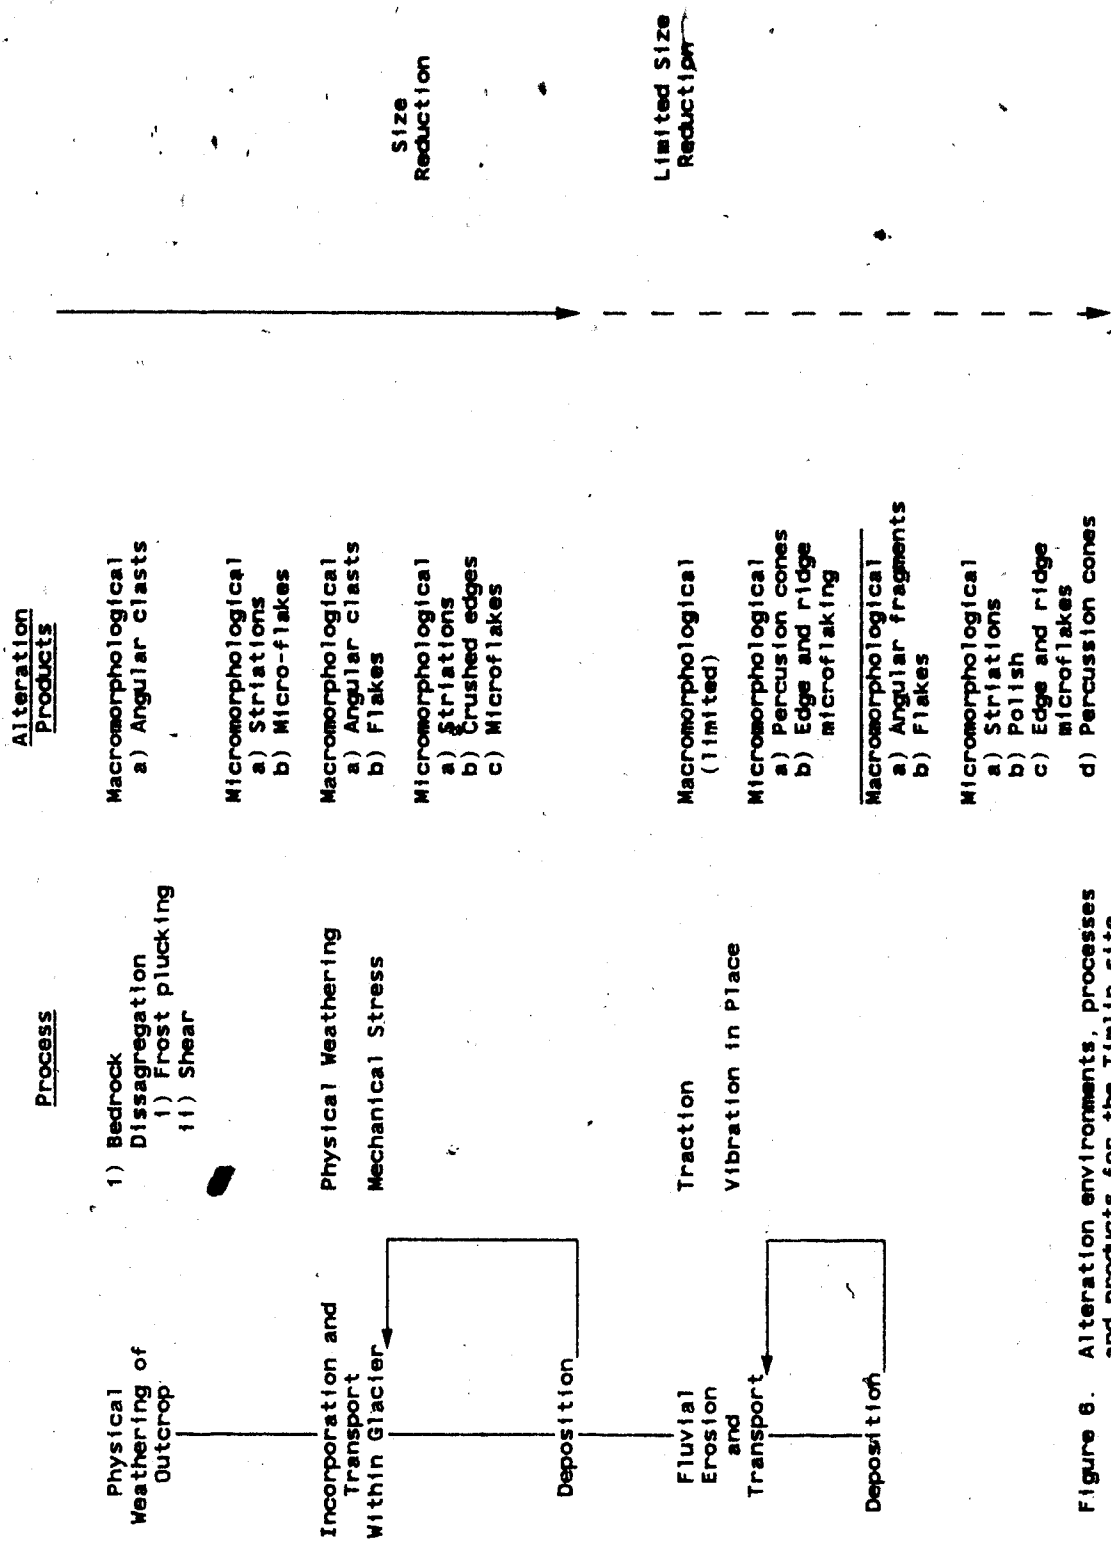 Process
Alteration
Products
Physical
Weathering of
Outcrop
1) Bedrock
Dissagregation
i) Frost plucking
ii) Shear
Macromorphological
a) Angular clasts
Micromorphological
a) Striations
b) Micro-flakes
Incorporation and
Transport
Within Glacier
Physical Weathering
Mechanical Stress
Macromorphological
a) Angular clasts
b) Flakes
Micromorphological
a) Striations
b) Crushed edges
c) Microflakes
Size
Reduction
Deposition
Fluvial
Erosion
and
Transport
Traction
Vibration in Place
Macromorphological
(limited)
Micromorphological
a) Percusion cones
b) Edge and ridge
microflaking
Limited Size
Reduction
Deposition
Macromorphological
a) Angular fragments
b) Flakes
Micromorphological
a) Striations
b) Polish
c) Edge and ridge
microflakes
d) Percussion cones
Figure 6. Alteration environments, processes
and products for the Timlin site